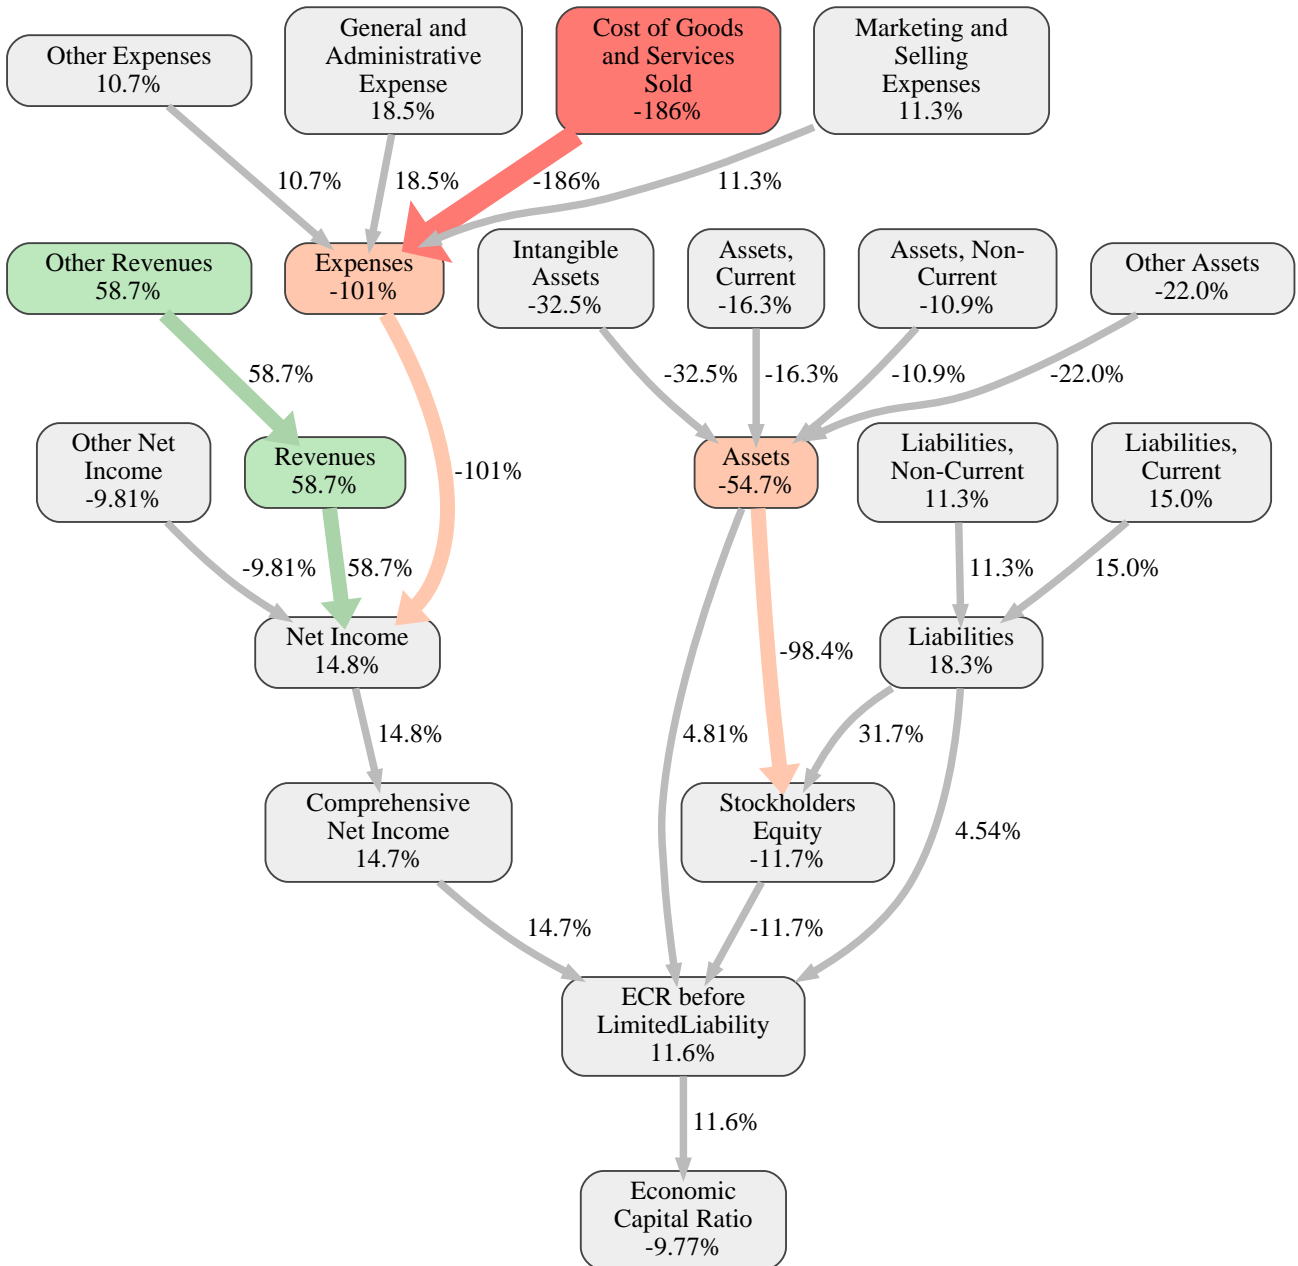 Other Expenses
10.7%
General and
Administrative
Expense
18.5%
Cost of Goods
and Services
Sold
-186%
Marketing and
Selling
Expenses
11.3%
10.7%
18.5%
-186%
11.3%
Other Revenues
58.7%
Expenses
-101%
Intangible
Assets
-32.5%
Assets,
Current
-16.3%
Assets, Non-
Current
-10.9%
Other Assets
-22.0%
58.7%
-32.5%
-16.3%
-10.9%
-22.0%
Other Net
Income
-9.81%
Revenues
58.7%
-101%
Assets
-54.7%
Liabilities,
Non-Current
11.3%
Liabilities,
Current
15.0%
-9.81%
58.7%
11.3%
15.0%
Net Income
14.8%
-98.4%
Liabilities
18.3%
14.8%
4.81%
31.7%
Comprehensive
Net Income
14.7%
Stockholders
Equity
-11.7%
4.54%
14.7%
-11.7%
ECR before
LimitedLiability
11.6%
11.6%
Economic
Capital Ratio
-9.77%